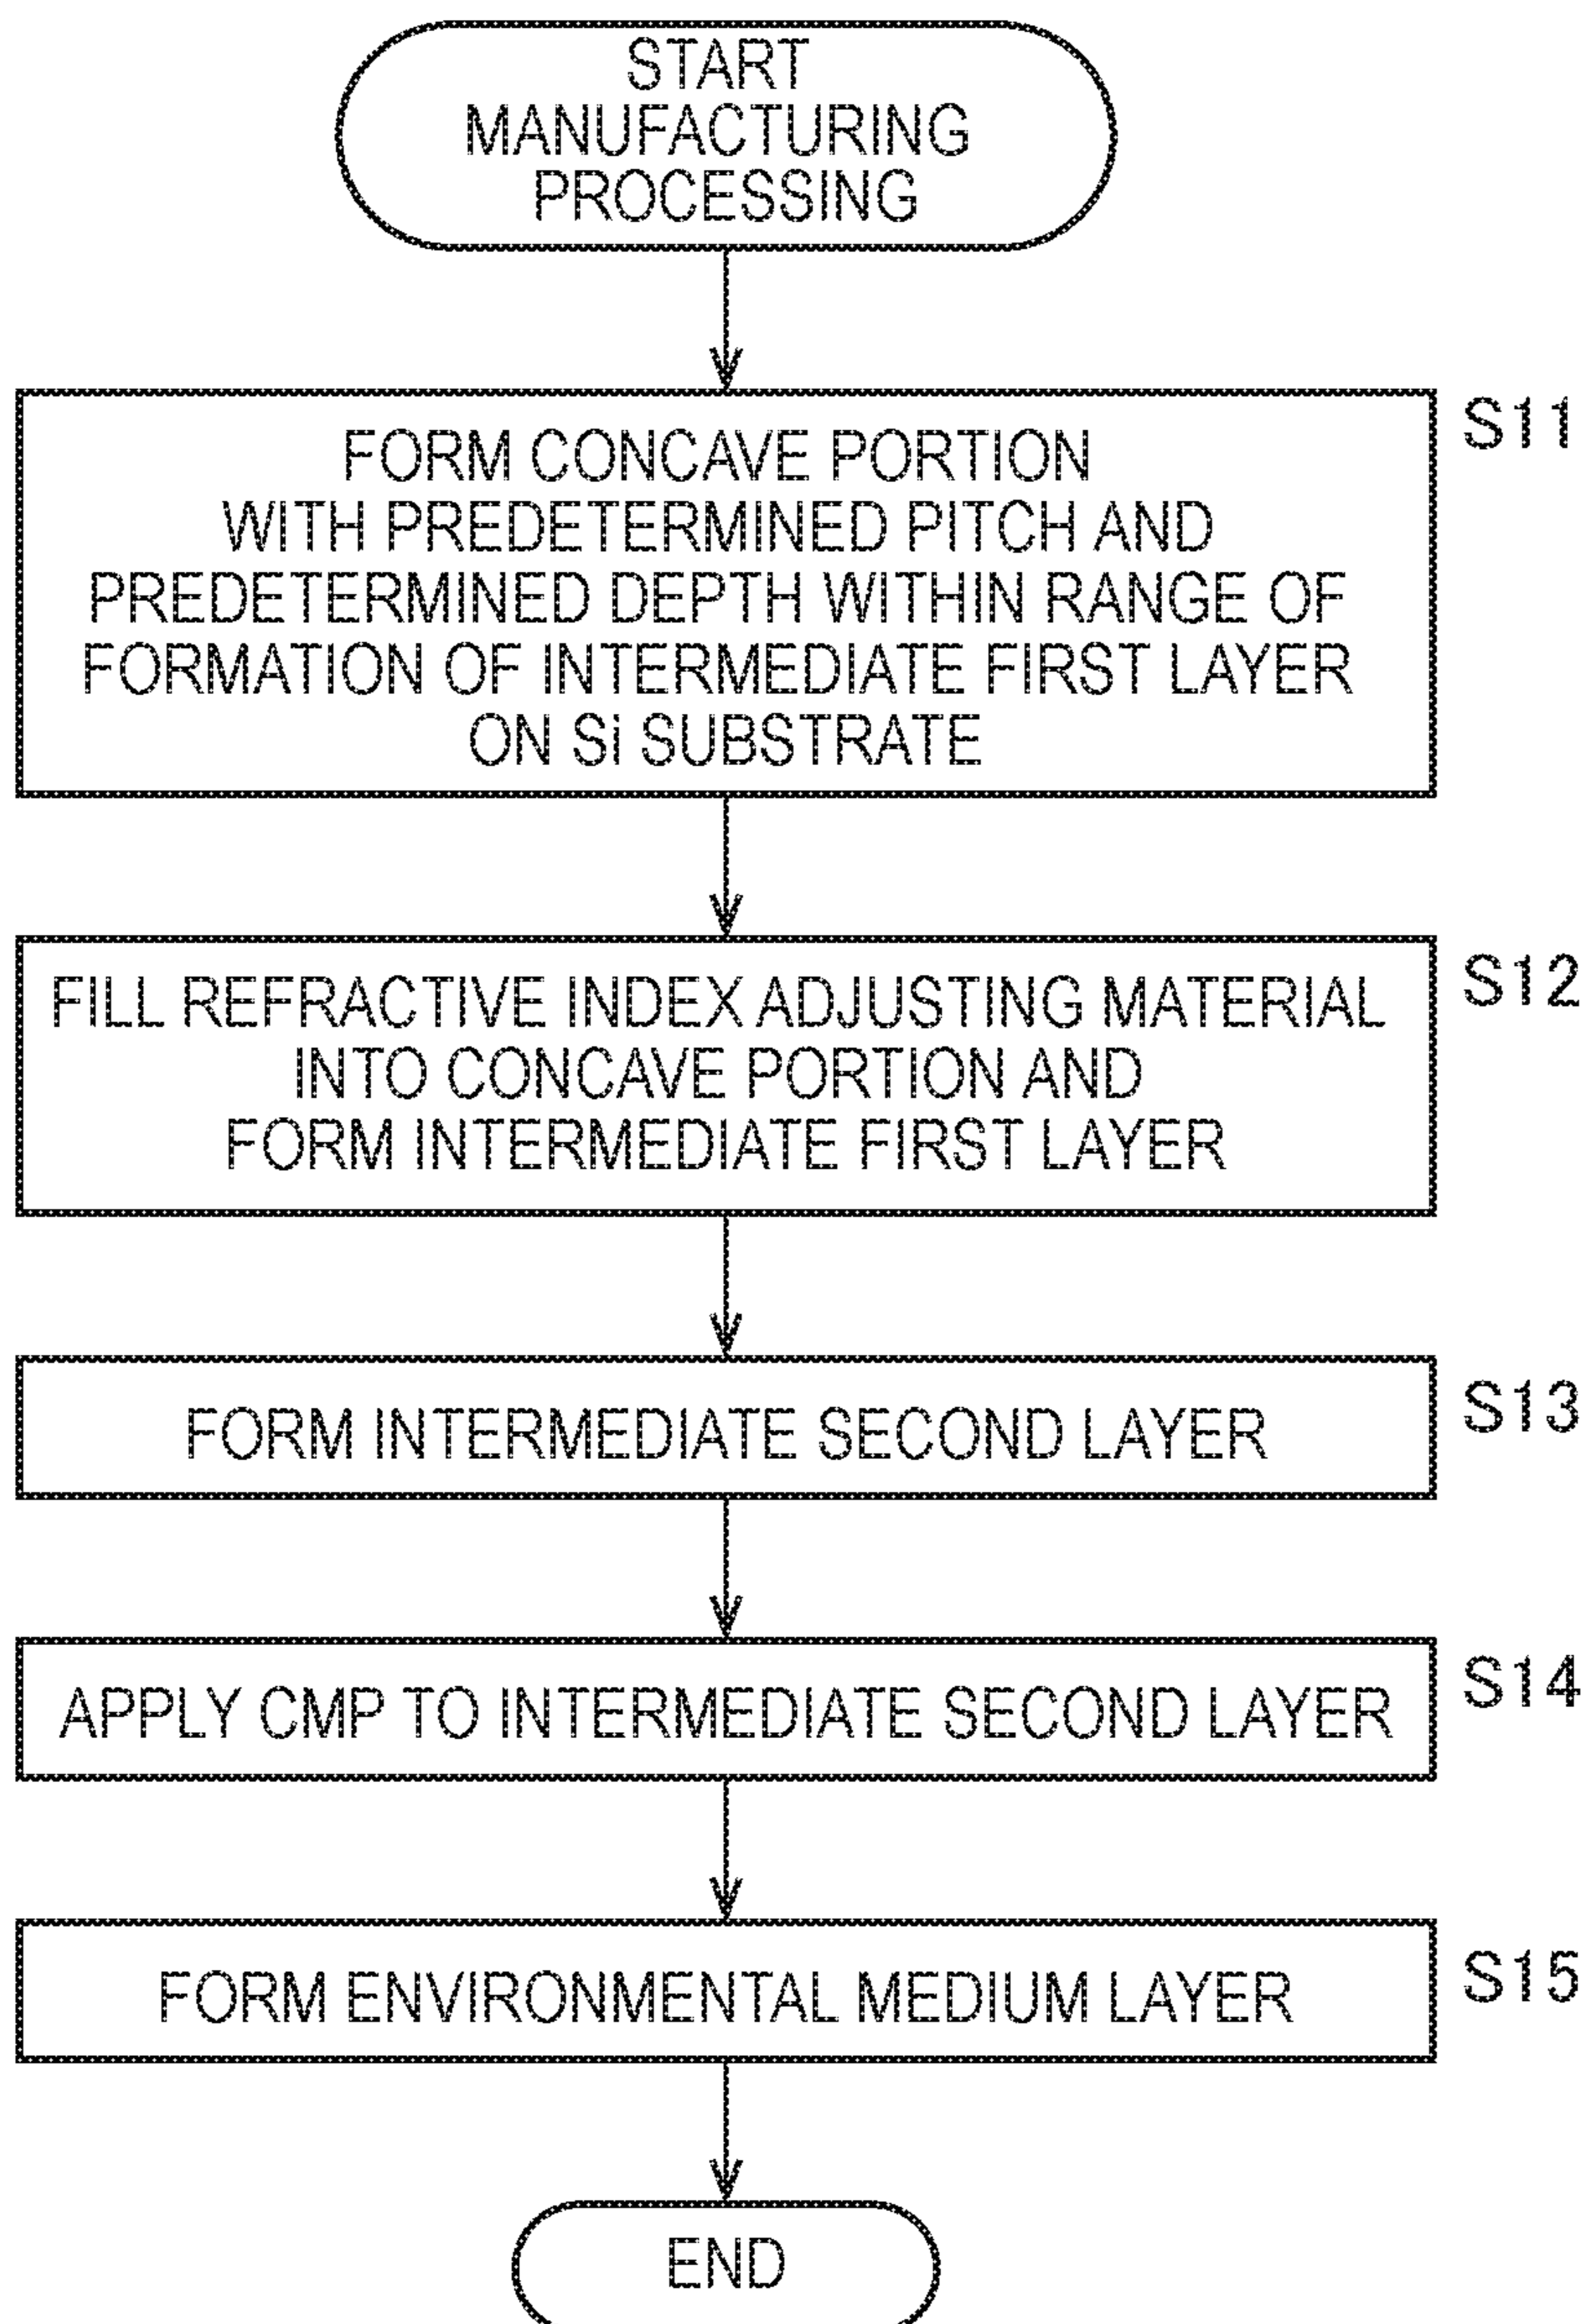 START
MANUFACTURING
PROCESSING
S11
FORM CONCAVE PORTION
WITH PREDETERMINED PITCH AND
PREDETERMINED DEPTH WITHIN RANGE OF
FORMATION OF INTERMEDIATE FIRST LAYER
ON Si SUBSTRATE
S12
FILL REFRACTIVE INDEX ADJUSTING MATERIAL
INTO CONCAVE PORTION AND
FORM INTERMEDIATE FIRST LAYER
S13
FORM INTERMEDIATE SECOND LAYER
S14
APPLY CMP TO INTERMEDIATE SECOND LAYER
S15
FORM ENVIRONMENTAL MEDIUM LAYER
END